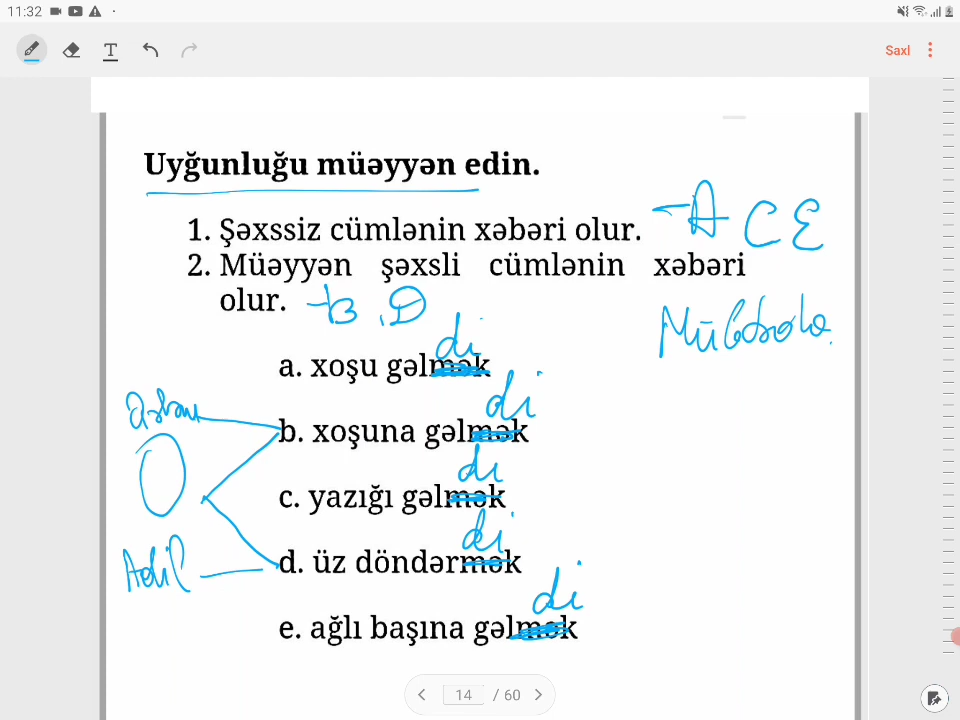 11:32
T
Saxl
Uyğunluğu müəyyən edin.
1. Şəxssiz cümlənin xəbəri olur. A C E
2. Müəyyən şəxsli cümlənin xəbəri
olur. B, D
di
a. xoşu gəlmək
di
b. xoşuna gəlmək
di
c. yazığı gəlmək
di
Adil
d. üz döndərmək
di
e. ağlı başına gəlmək
14 / 60